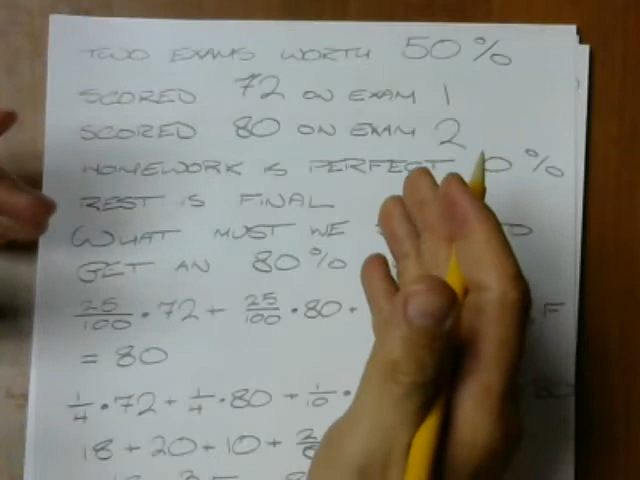 TWO EXAMS WORTH 50%
SCORED 72 ON EXAM 1
SCORED 80 ON EXAM 2
HOMEWORK IS PERFECT 0%
REST IS FINAL
WHAT MUST WE
GET AN 80%
25/100 · 72 + 25/100 · 80 + F
= 80
1/4 · 72 + 1/4 · 80 + 1/10 ·
18 + 20 + 10 +